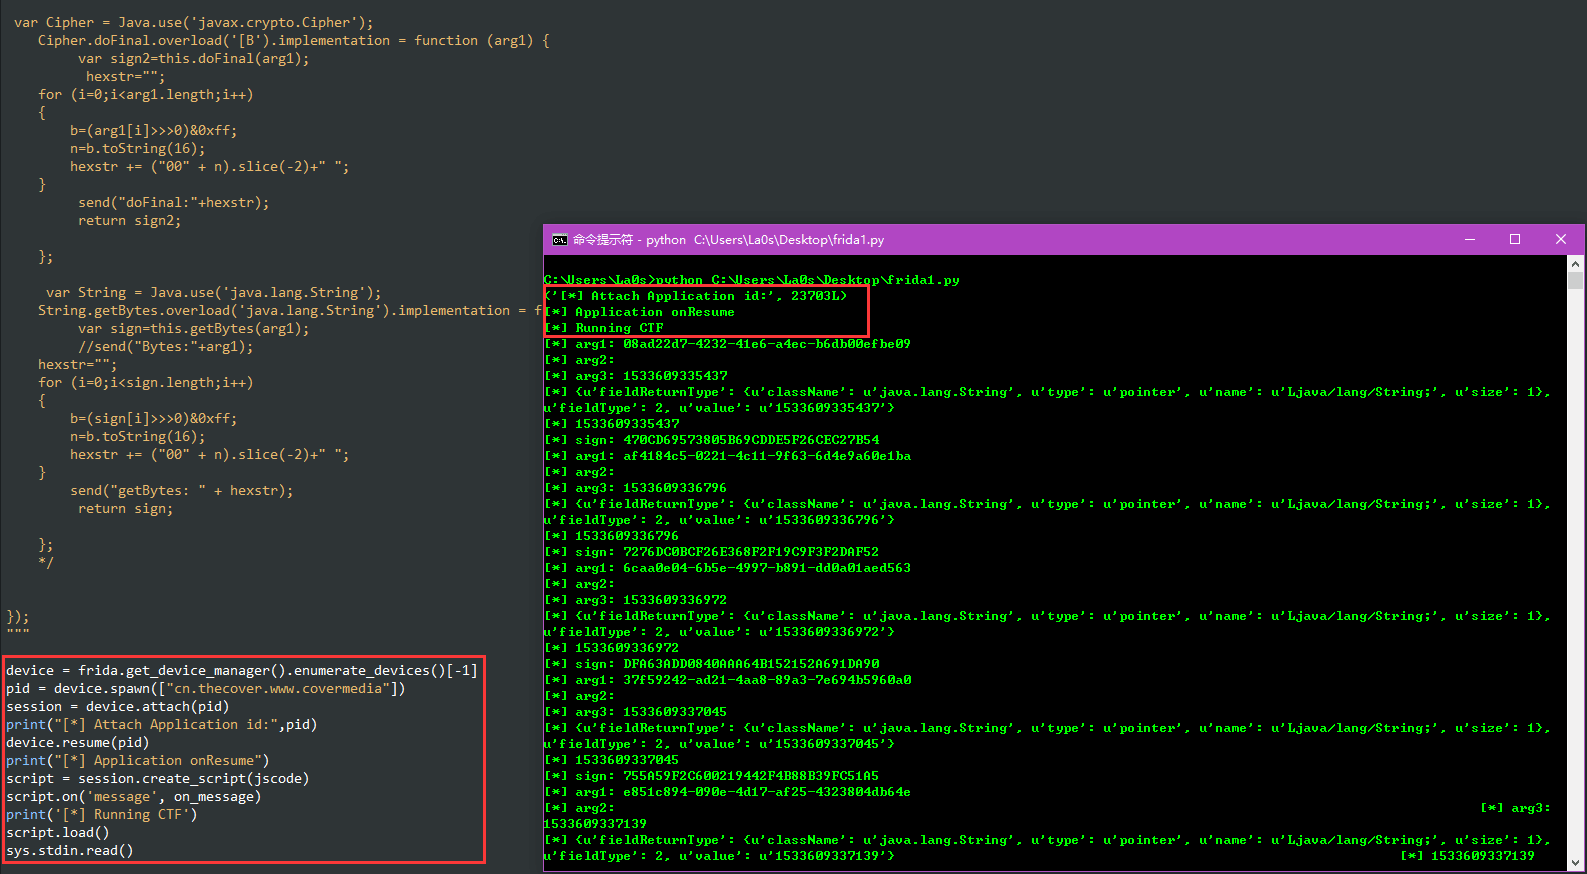 var Cipher = Java.use('javax.crypto.Cipher');
Cipher.doFinal.overload('[B').implementation = function (arg1) {
var sign2=this.doFinal(arg1);
hexstr="";
for (i=0;i<arg1.length;i++)
{
b=(arg1[i]>>>0)&0xff;
n=b.toString(16);
hexstr += ("00" + n).slice(-2)+" ";
}
send("doFinal:"+hexstr);
return sign2;
};
var String = Java.use('java.lang.String');
String.getBytes.overload('java.lang.String').implementation = f
var sign=this.getBytes(arg1);
//send("Bytes:"+arg1);
hexstr="";
for (i=0;i<sign.length;i++)
{
b=(sign[i]>>>0)&0xff;
n=b.toString(16);
hexstr += ("00" + n).slice(-2)+" ";
}
send("getBytes: " + hexstr);
return sign;
};
*/
});
"""
device = frida.get_device_manager().enumerate_devices()[-1]
pid = device.spawn(["cn.thecover.www.covermedia"])
session = device.attach(pid)
print("[*] Attach Application id:",pid)
device.resume(pid)
print("[*] Application onResume")
script = session.create_script(jscode)
script.on('message', on_message)
print('[*] Running CTF')
script.load()
sys.stdin.read()
命令提示符 - python  C:\Users\La0s\Desktop\frida1.py
C:\Users\La0s>python C:\Users\La0s\Desktop\frida1.py
('[*] Attach Application id:', 23703L)
[*] Application onResume
[*] Running CTF
[*] arg1: 08ad22d7-4232-41e6-a4ec-b6db00efbe09
[*] arg2:
[*] arg3: 1533609335437
[*] {u'fieldReturnType': {u'className': u'java.lang.String', u'type': u'pointer', u'name': u'Ljava/lang/String;', u'size': 1},
u'fieldType': 2, u'value': u'1533609335437'}
[*] 1533609335437
[*] sign: 470CD69573805B69CDDE5F26CEC27B54
[*] arg1: af4184c5-0221-4c11-9f63-6d4e9a60e1ba
[*] arg2:
[*] arg3: 1533609336796
[*] {u'fieldReturnType': {u'className': u'java.lang.String', u'type': u'pointer', u'name': u'Ljava/lang/String;', u'size': 1},
u'fieldType': 2, u'value': u'1533609336796'}
[*] 1533609336796
[*] sign: 7276DC0BCF26E368F2F19C9F3F2DAF52
[*] arg1: 6caa0e04-6b5e-4997-b891-dd0a01aed563
[*] arg2:
[*] arg3: 1533609336972
[*] {u'fieldReturnType': {u'className': u'java.lang.String', u'type': u'pointer', u'name': u'Ljava/lang/String;', u'size': 1},
u'fieldType': 2, u'value': u'1533609336972'}
[*] 1533609336972
[*] sign: DFA63ADD0840AAA64B152152A691DA90
[*] arg1: 37f59242-ad21-4aa8-89a3-7e694b5960a0
[*] arg2:
[*] arg3: 1533609337045
[*] {u'fieldReturnType': {u'className': u'java.lang.String', u'type': u'pointer', u'name': u'Ljava/lang/String;', u'size': 1},
u'fieldType': 2, u'value': u'1533609337045'}
[*] 1533609337045
[*] sign: 755A59F2C600219442F4B88B39FC51A5
[*] arg1: e851c894-090e-4d17-af25-4323804db64e
[*] arg2: [*] arg3:
1533609337139
[*] {u'fieldReturnType': {u'className': u'java.lang.String', u'type': u'pointer', u'name': u'Ljava/lang/String;', u'size': 1},
u'fieldType': 2, u'value': u'1533609337139'} [*] 1533609337139